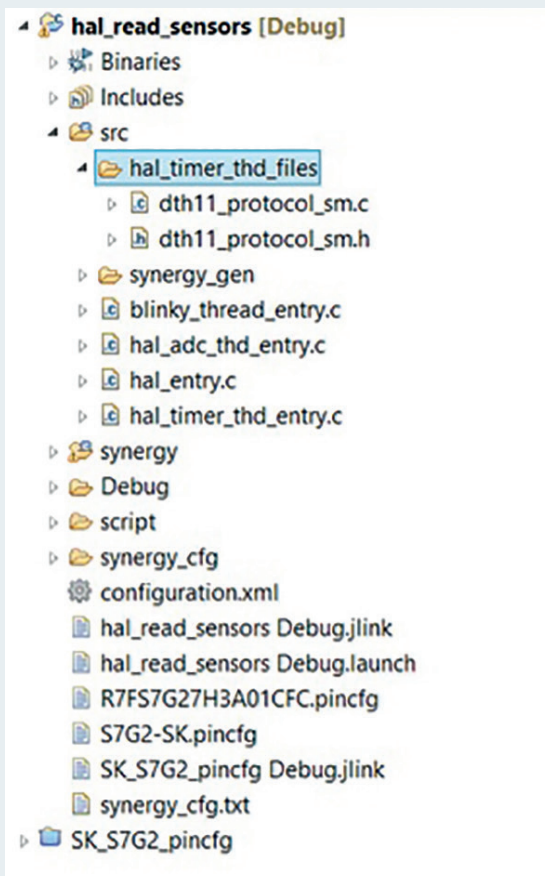 hal_read_sensors [Debug]
Binaries
Includes
src
hal_timer_thd_files
dth11_protocol_sm.c
dth11_protocol_sm.h
synergy_gen
blinky_thread_entry.c
hal_adc_thd_entry.c
hal_entry.c
hal_timer_thd_entry.c
synergy
Debug
script
synergy_cfg
configuration.xml
hal_read_sensors Debug.jlink
hal_read_sensors Debug.launch
R7FS7G27H3A01CFC.pincfg
S7G2-SK.pincfg
SK_S7G2_pincfg Debug.jlink
synergy_cfg.txt
SK_S7G2_pincfg